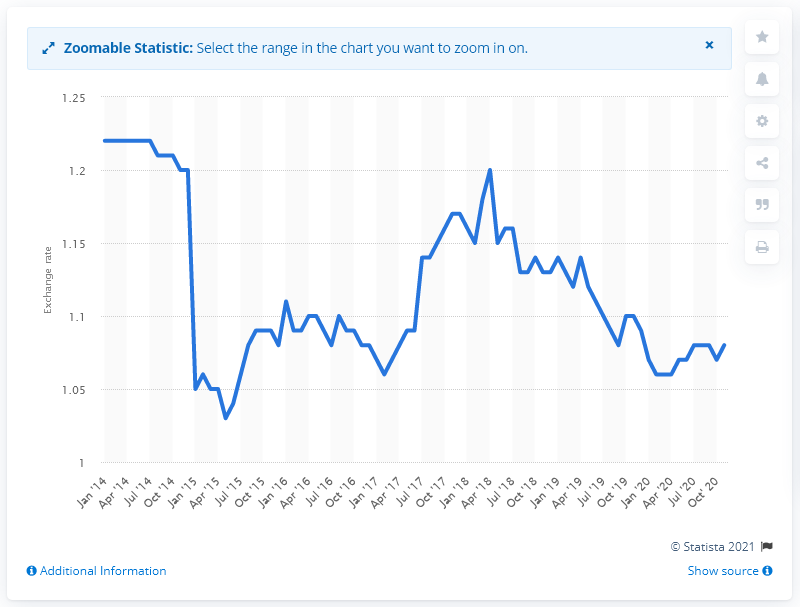 Zoomable Statistic: Select the range in the chart you want to zoom in on.
1.25
1.2
1.15
1.1
1.05
1
Exchange rate
Jan '14
Apr '14
Jul '14
Oct '14
Jan '15
Apr '15
Jul '15
Oct '15
Jan '16
Apr '16
Jul '16
Oct '16
Jan '17
Apr '17
Jul '17
Oct '17
Jan '18
Apr '18
Jul '18
Oct '18
Jan '19
Apr '19
Jul '19
Oct '19
Jan '20
Apr '20
Jul '20
Oct' 20
© Statista 2021
Additional Information
Show source